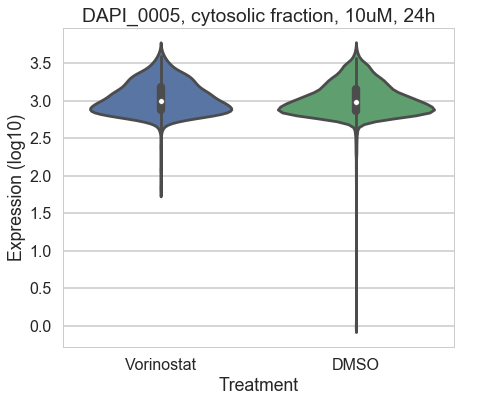 DAPI_0005, cytosolic fraction, 10uM, 24h
Expression (log10)
3.5
3.0
2.5
2.0
1.5
1.0
0.5
0.0
Vorinostat
DMSO
Treatment